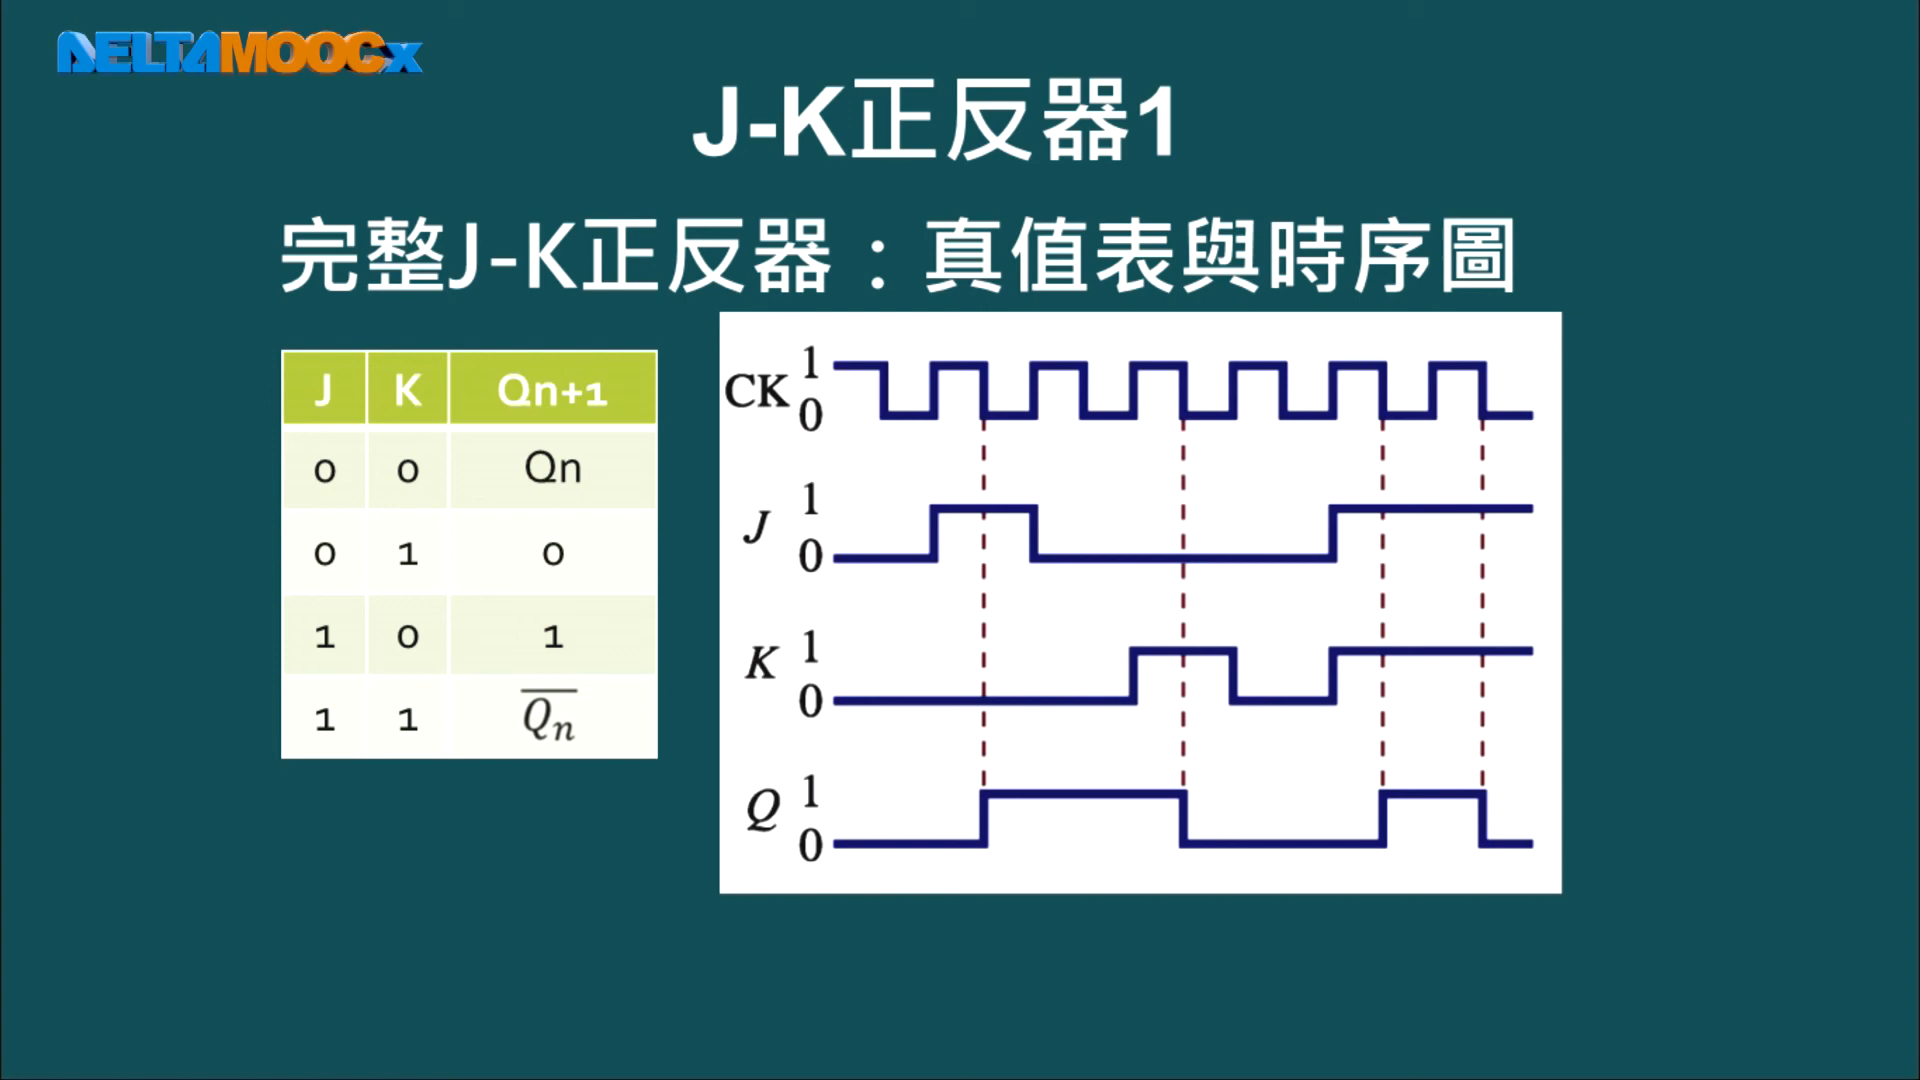 DELTAMOOCx
J-K正反器1
完整J-K正反器：真值表與時序圖
J K Qn+1
0 0 Qn
0 1 0
1 0 1
1 1 \overline{Q_n}
CK 1 0
J 1 0
K 1 0
Q 1 0